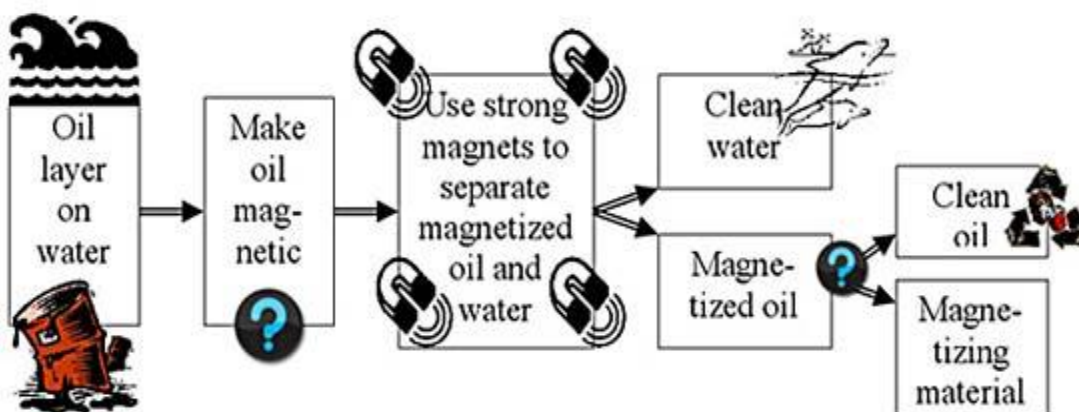 Oil
layer
on
water
Make
oil
mag-
netic
?
Use strong
magnets to
separate
magnetized
oil and
water
Clean
water
Magne-
tized oil
?
Clean
oil
Magne-
tizing
material